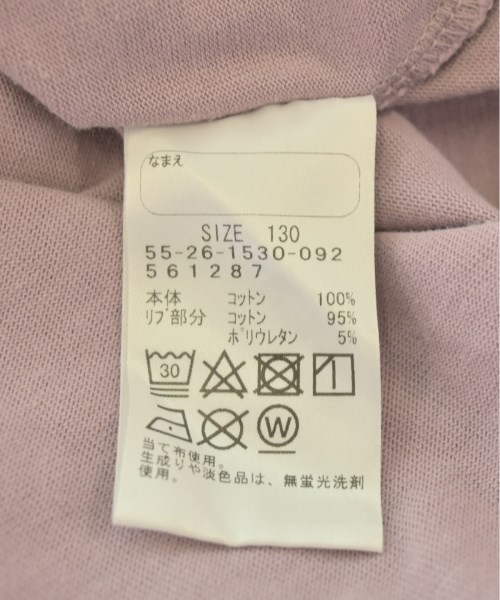 なまえ
SIZE 130
55-26-1530-092
561287
本体 コットン 100%
リブ部分 コットン 95%
ポリウレタン 5%
30
W
当て布使用。
生成りや淡色品は、無蛍光洗剤
使用。